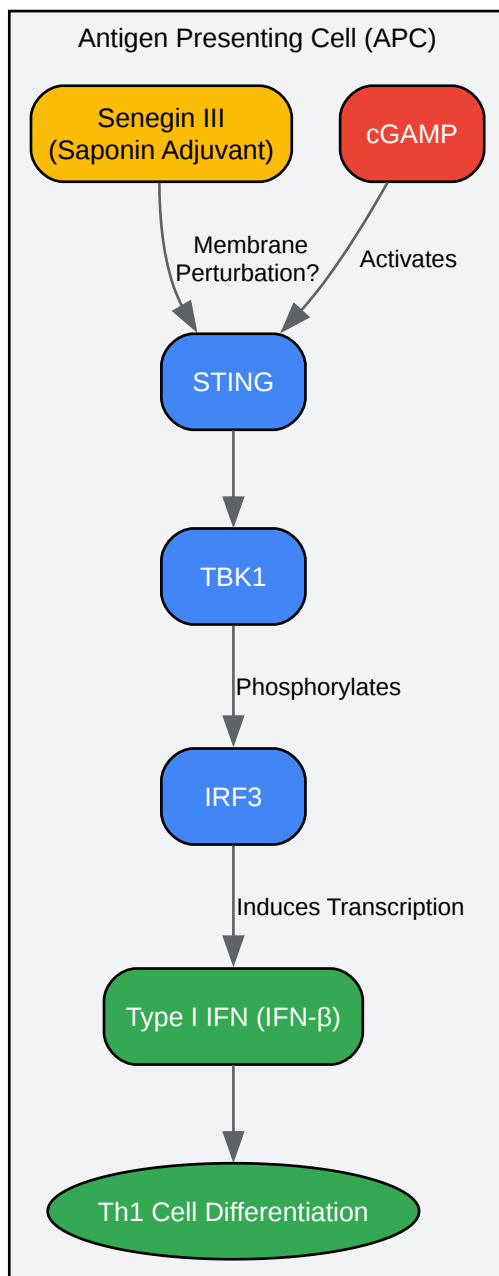 Antigen Presenting Cell (APC)
Senegin III
(Saponin Adjuvant)
cGAMP
Membrane
Perturbation?
Activates
STING
TBK1
Phosphorylates
IRF3
Induces Transcription
Type I IFN (IFN-β)
Th1 Cell Differentiation